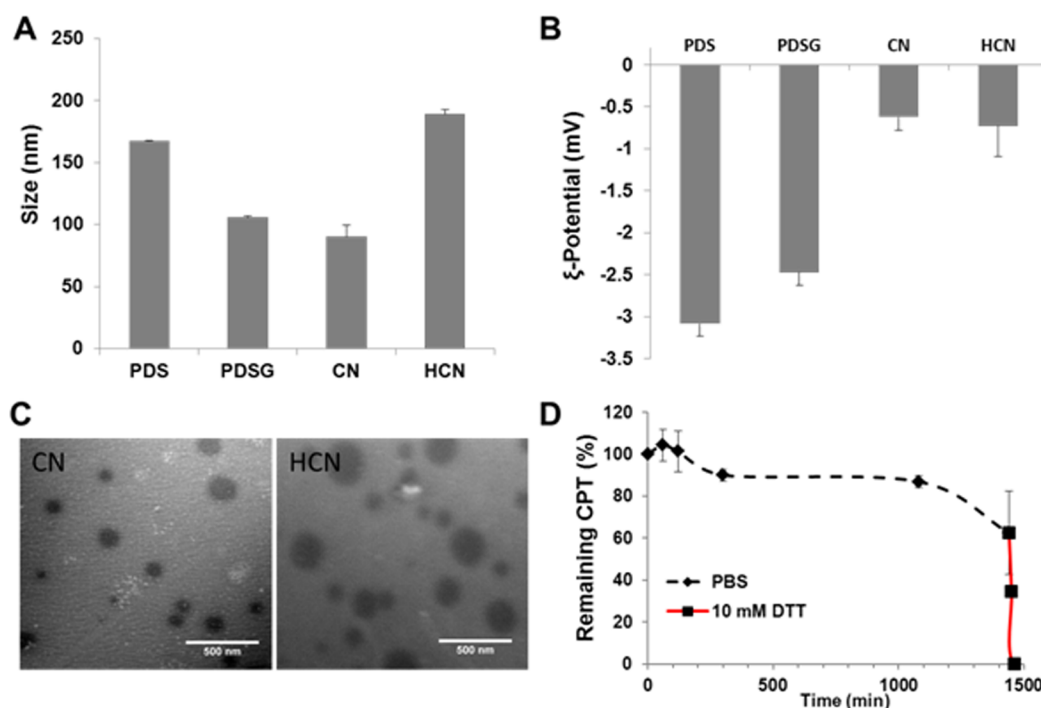 A
250
200
150
100
50
0
Size (nm)
PDS PDSG CN HCN
B
PDS PDSG CN HCN
0
-0.5
-1
-1.5
-2
-2.5
-3
-3.5
ξ-Potential (mV)
C
CN
500 nm
HCN
500 nm
D
120
100
80
60
40
20
0
Remaining CPT (%)
PBS
10 mM DTT
0 500 1000 1500
Time (min)